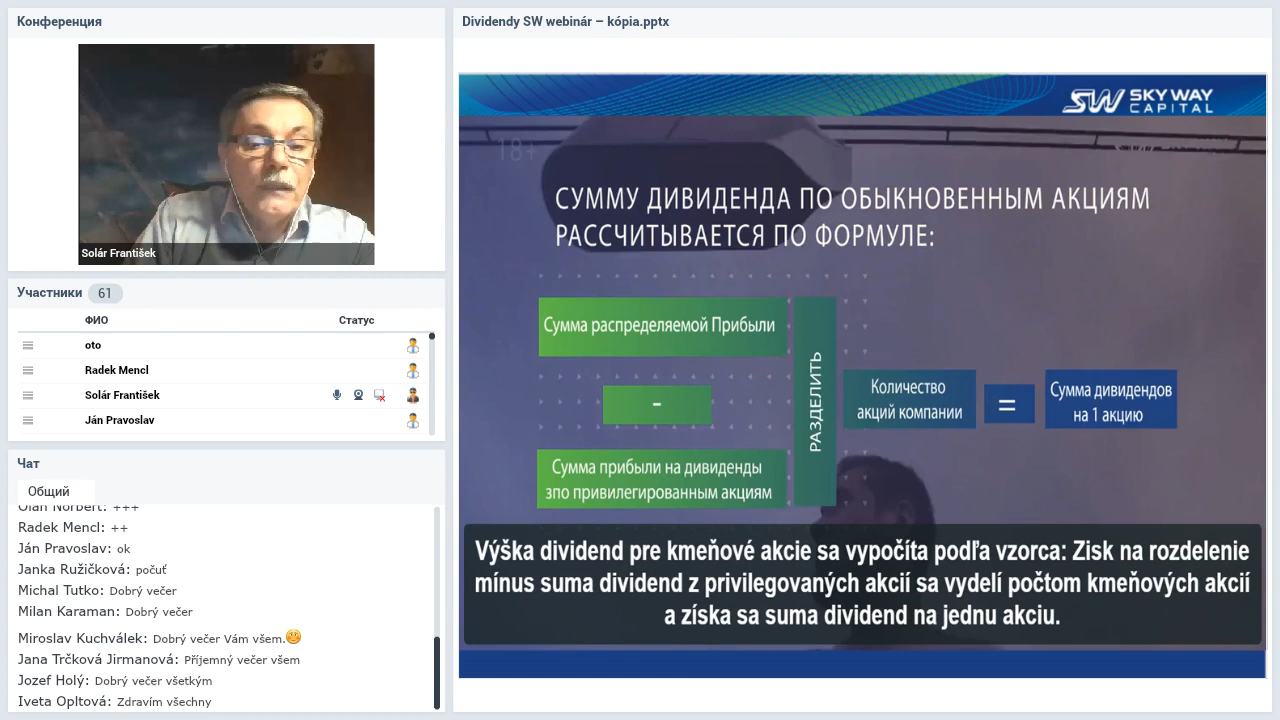 Конференция
Solár František
Участники 61
ФИО Статус
oto
Radek Mencl
Solár František
Ján Pravoslav
Чат
Общий
Olah Norbert: +++
Radek Mencl: ++
Ján Pravoslav: ok
Janka Ružičková: počuť
Michal Tutko: Dobrý večer
Milan Karaman: Dobrý večer
Miroslav Kuchválek: Dobrý večer Vám všem.
Jana Trčková Jirmanová: Příjemný večer všem
Jozef Holý: Dobrý večer všetkým
Iveta Opltová: Zdravím všechny
Dividendy SW webinár – kópia.pptx
SW SKY WAY
CAPITAL
18+
СУММУ ДИВИДЕНДА ПО ОБЫКНОВЕННЫМ АКЦИЯМ
РАССЧИТЫВАЕТСЯ ПО ФОРМУЛЕ:
Сумма распределяемой Прибыли
-
Сумма прибыли на дивиденды
зпо привилегированным акциям
РАЗДЕЛИТЬ
Количество
акций компании
=
Сумма дивидендов
на 1 акцию
Výška dividend pre kmeňové akcie sa vypočíta podľa vzorca: Zisk na rozdelenie
mínus suma dividend z privilegovaných akcií sa vydelí počtom kmeňových akcií
a získa sa suma dividend na jednu akciu.